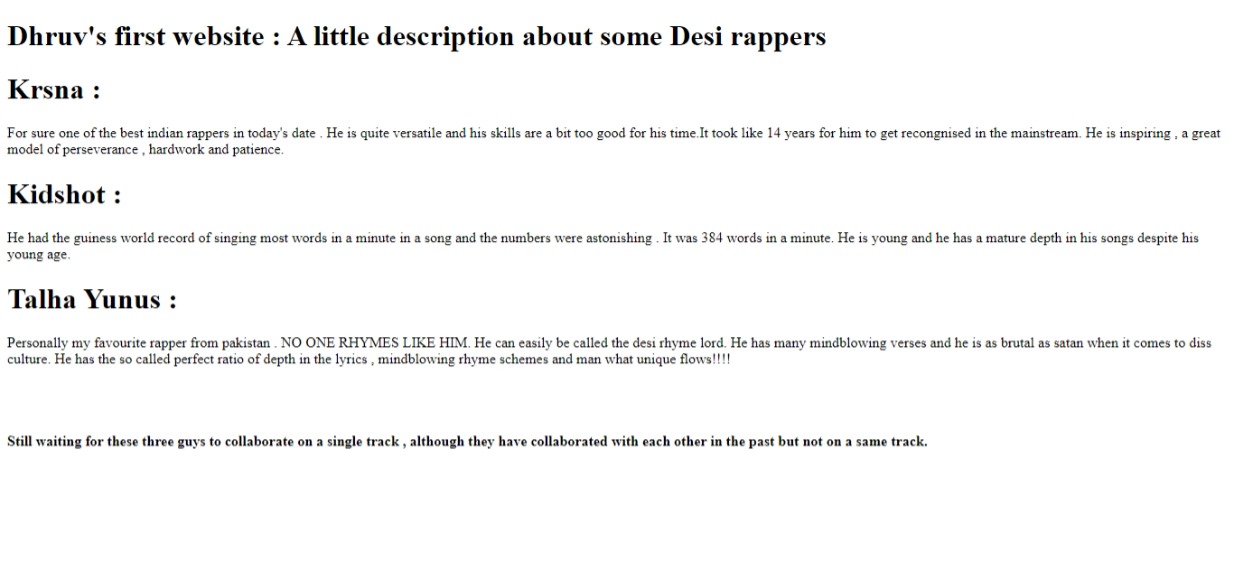 Dhruv's first website : A little description about some Desi rappers
Krsna :
For sure one of the best indian rappers in today's date . He is quite versatile and his skills are a bit too good for his time.It took like 14 years for him to get recongnised in the mainstream. He is inspiring , a great
model of perseverance , hardwork and patience.
Kidshot :
He had the guiness world record of singing most words in a minute in a song and the numbers were astonishing . It was 384 words in a minute. He is young and he has a mature depth in his songs despite his
young age.
Talha Yunus :
Personally my favourite rapper from pakistan . NO ONE RHYMES LIKE HIM. He can easily be called the desi rhyme lord. He has many mindblowing verses and he is as brutal as satan when it comes to diss
culture. He has the so called perfect ratio of depth in the lyrics , mindblowing rhyme schemes and man what unique flows!!!!
Still waiting for these three guys to collaborate on a single track , although they have collaborated with each other in the past but not on a same track.